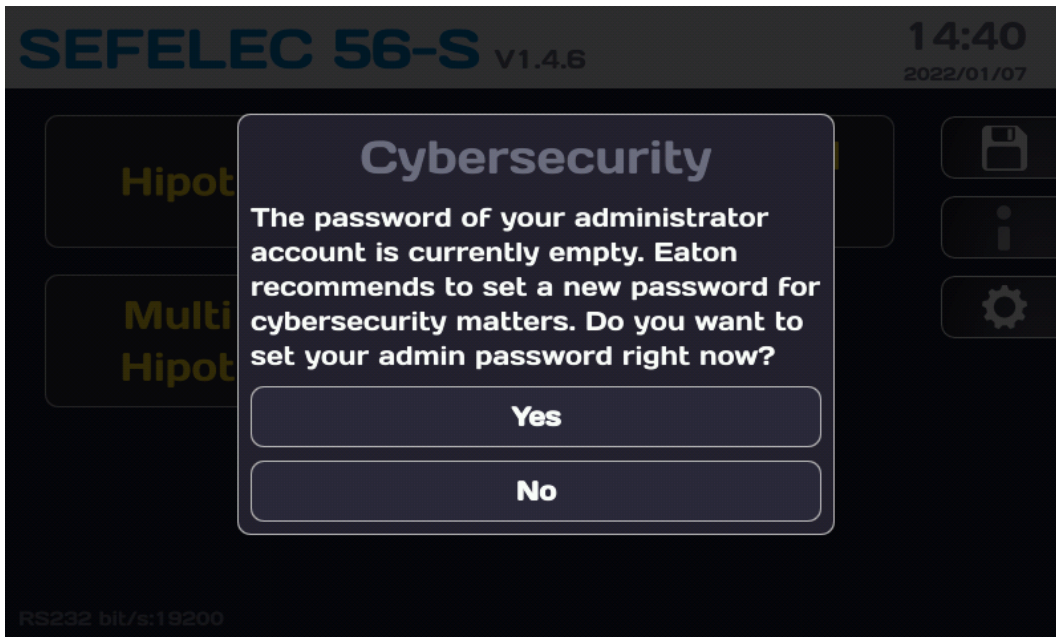 SEFELEC 56-S V1.4.6
14:40
2022/01/07
Hipot
Cybersecurity
The password of your administrator
account is currently empty. Eaton
recommends to set a new password for
cybersecurity matters. Do you want to
set your admin password right now?
Multi
Hipot
Yes
No
RS232 bit/s:19200